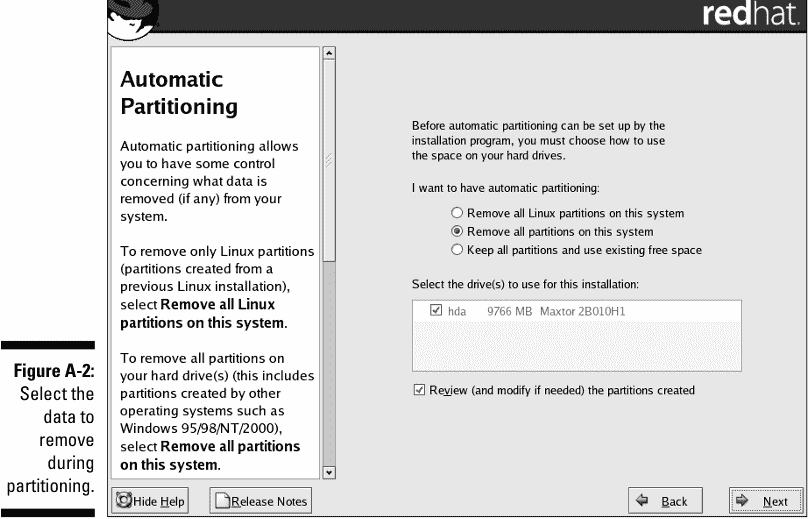 redhat.
Automatic
Partitioning
Automatic partitioning allows
you to have some control
concerning what data is
removed (if any) from your
system.
To remove only Linux partitions
(partitions created from a
previous Linux installation),
select Remove all Linux
partitions on this system.
To remove all partitions on
your hard drive(s) (this includes
partitions created by other
operating systems such as
Windows 95/98/NT/2000),
select Remove all partitions
on this system.
Before automatic partitioning can be set up by the
installation program, you must choose how to use
the space on your hard drives.
I want to have automatic partitioning:
Remove all Linux partitions on this system
Remove all partitions on this system
Keep all partitions and use existing free space
Select the drive(s) to use for this installation:
hda 9766 MB Maxtor 2B010H1
Review (and modify if needed) the partitions created
Hide Help
Release Notes
Back
Next
Figure A-2:
Select the
data to
remove
during
partitioning.